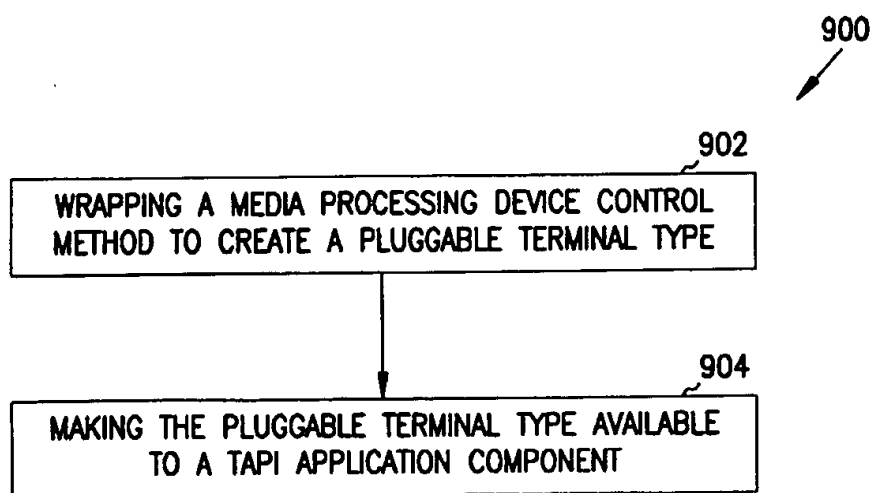 900
902
WRAPPING A MEDIA PROCESSING DEVICE CONTROL
METHOD TO CREATE A PLUGGABLE TERMINAL TYPE
904
MAKING THE PLUGGABLE TERMINAL TYPE AVAILABLE
TO A TAPI APPLICATION COMPONENT